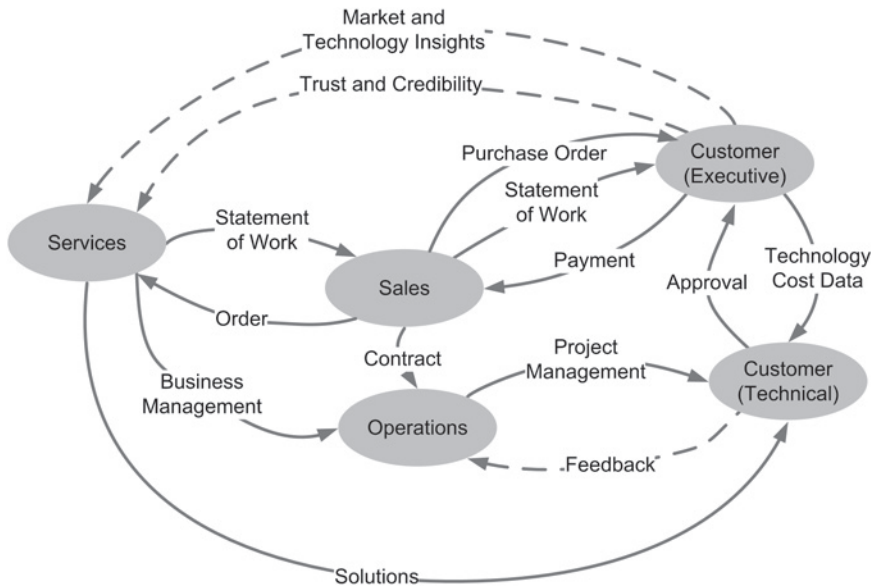 Market and
Technology Insights
Trust and Credibility
Purchase Order
Customer
(Executive)
Statement
of Work
Statement
of Work
Services
Payment
Technology
Cost Data
Approval
Sales
Order
Contract
Project
Management
Customer
(Technical)
Business
Management
Operations
Feedback
Solutions